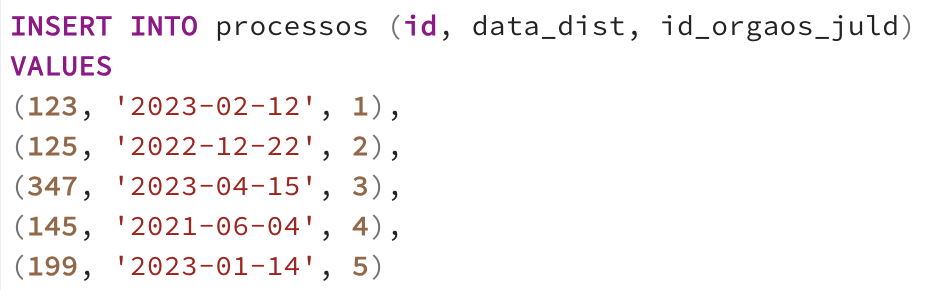 INSERT INTO processos (id, data_dist, id_orgaos_juld)
VALUES
(123, '2023-02-12', 1),
(125, '2022-12-22', 2),
(347, '2023-04-15', 3),
(145, '2021-06-04', 4),
(199, '2023-01-14', 5)